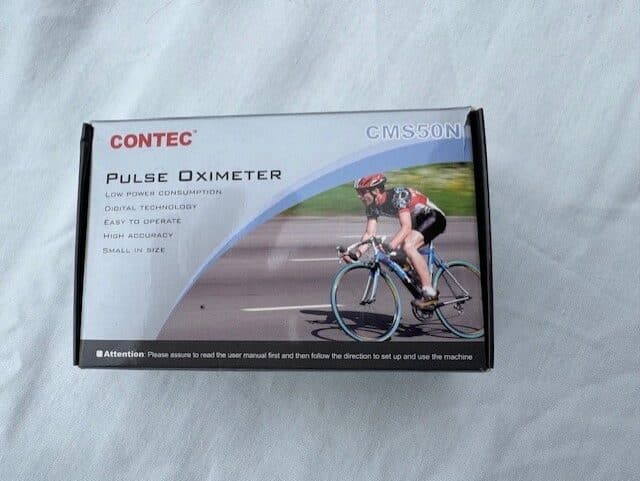 CONTEC®
CMS50N
PULSE OXIMETER
LOW POWER CONSUMPTION
DIGITAL TECHNOLOGY
EASY TO OPERATE
HIGH ACCURACY
SMALL IN SIZE
Attention: Please assure to read the user manual first and then follow the direction to set up and use the machine